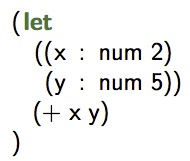 (let
((x : num 2)
(y : num 5))
(+ x y)
)